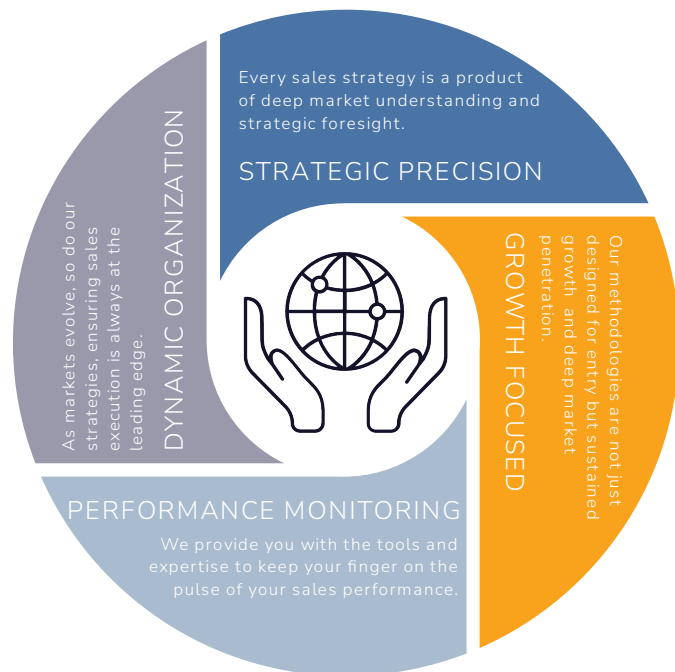 Every sales strategy is a product
of deep market understanding and
strategic foresight.
STRATEGIC PRECISION
GROWTH FOCUSED
Our methodologies are not just
designed for entry but sustained
growth and deep market
penetration.
PERFORMANCE MONITORING
We provide you with the tools and
expertise to keep your finger on the
pulse of your sales performance.
DYNAMIC ORGANIZATION
As markets evolve, so do our
strategies, ensuring sales
execution is always at the
leading edge.